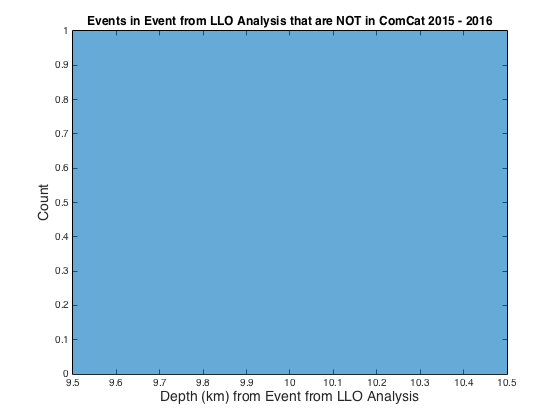 Events in Event from LLO Analysis that are NOT in ComCat 2015 - 2016
Count
1
0.9
0.8
0.7
0.6
0.5
0.4
0.3
0.2
0.1
0
9.5 9.6 9.7 9.8 9.9 10 10.1 10.2 10.3 10.4 10.5
Depth (km) from Event from LLO Analysis